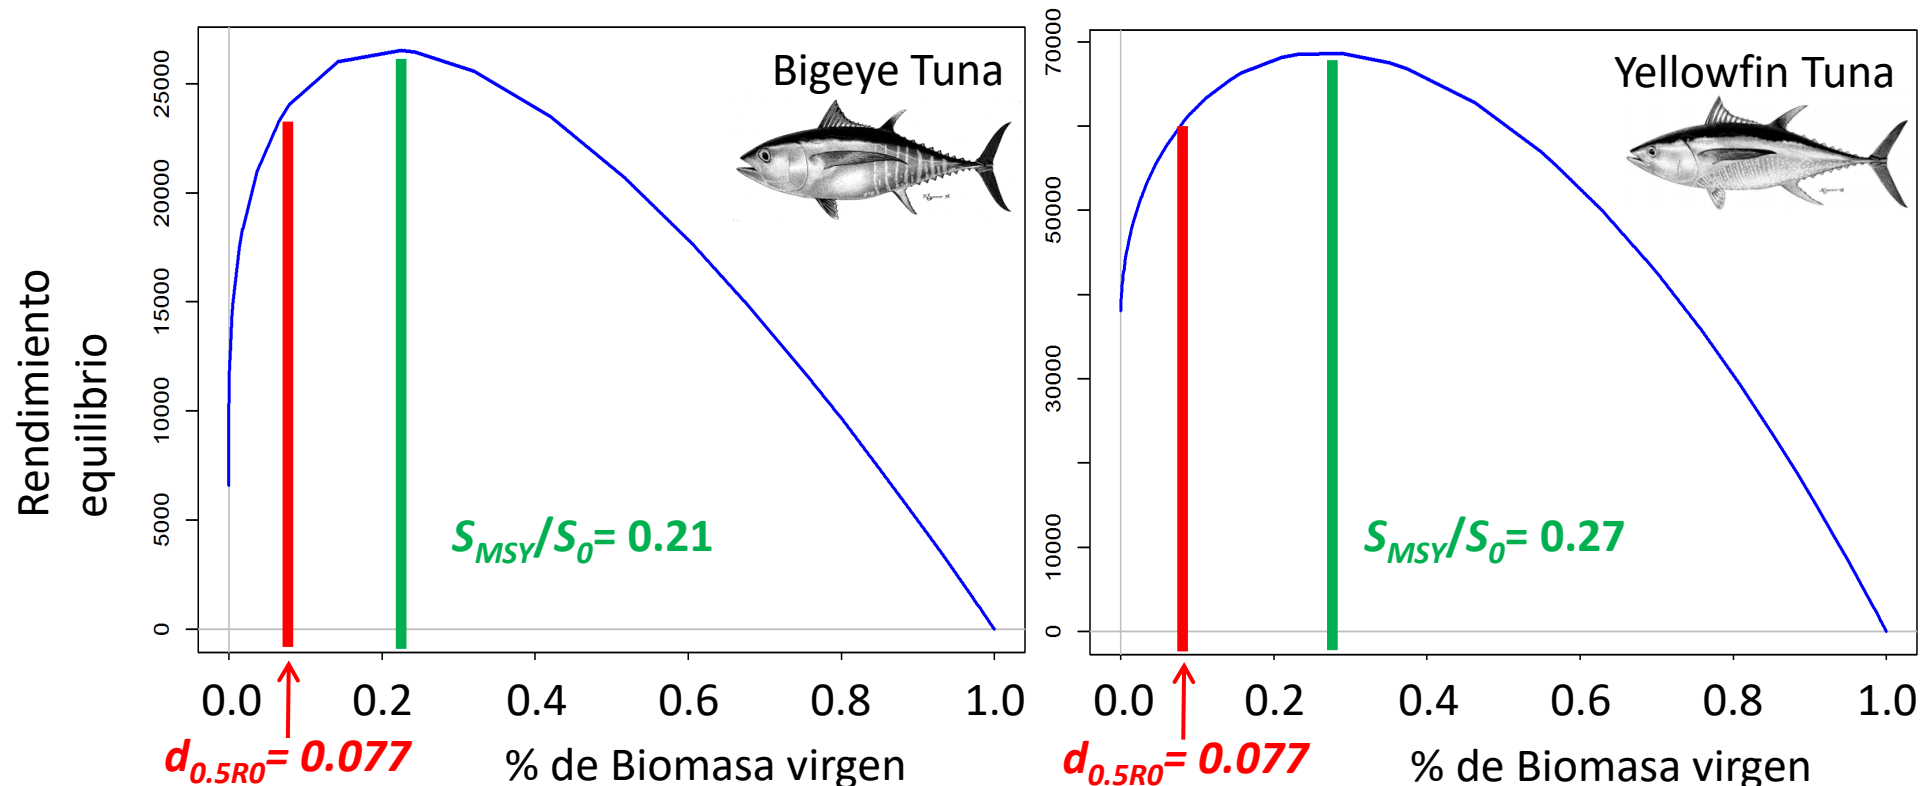 Bigeye Tuna
Rendimiento
equilibrio
25000
20000
15000
10000
5000
0
S_MSY/S_0= 0.21
0.0 0.2 0.4 0.6 0.8 1.0
d_0.5R0= 0.077
% de Biomasa virgen
Yellowfin Tuna
70000
50000
30000
10000
0
S_MSY/S_0= 0.27
0.0 0.2 0.4 0.6 0.8 1.0
d_0.5R0= 0.077
% de Biomasa virgen